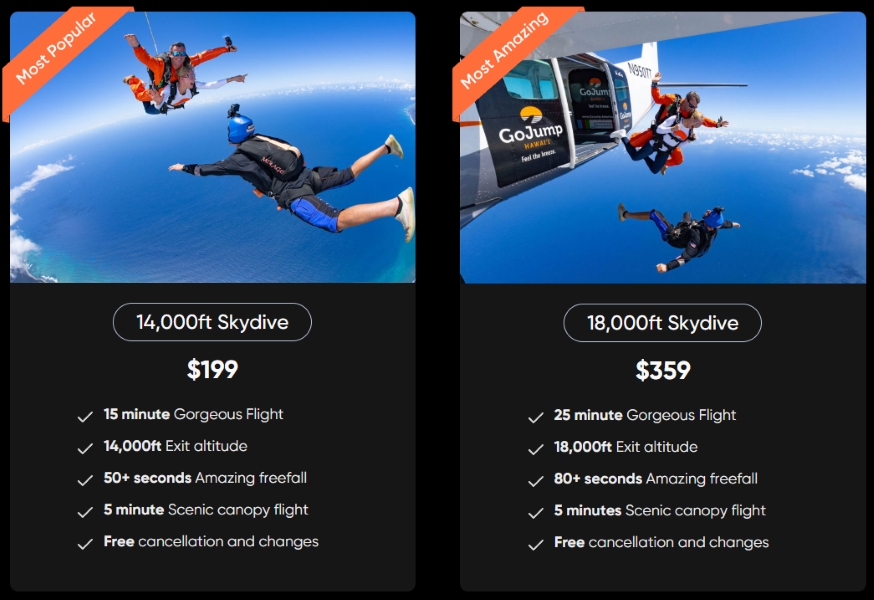 Most Popular
MIRAGE
14,000ft Skydive
$199
15 minute Gorgeous Flight
14,000ft Exit altitude
50+ seconds Amazing freefall
5 minute Scenic canopy flight
Free cancellation and changes
Most Amazing
N950TT
GoJump
HAWAI'I
Feel the breeze.
GoJump
18,000ft Skydive
$359
25 minute Gorgeous Flight
18,000ft Exit altitude
80+ seconds Amazing freefall
5 minutes Scenic canopy flight
Free cancellation and changes